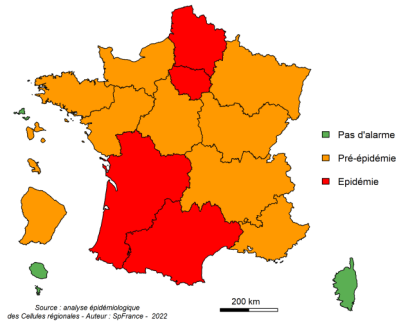 Pas d'alarme
Pré-épidémie
Epidémie
200 km
Source : analyse épidémiologique
des Cellules régionales - Auteur : SpFrance - 2022